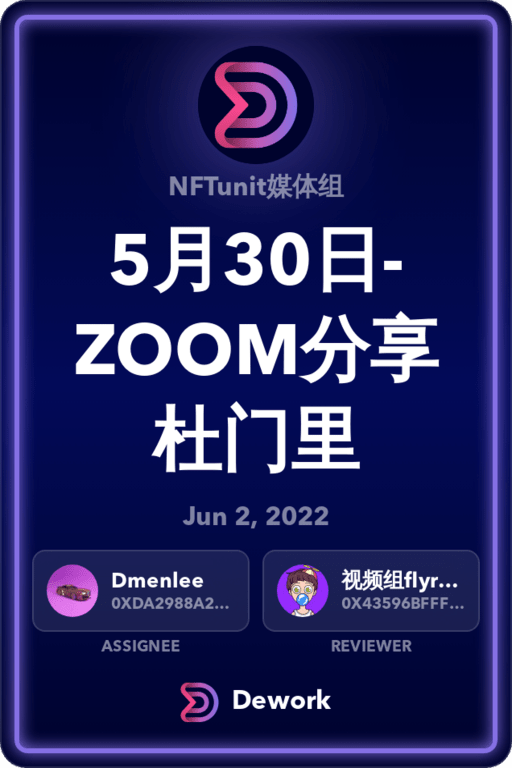 NFTunit媒体组
5月30日-
ZOOM分享
杜门里
Jun 2, 2022
Dmenlee
0XDA2988A2...
视频组flyr...
0X43596BFFF...
ASSIGNEE
REVIEWER
Dework